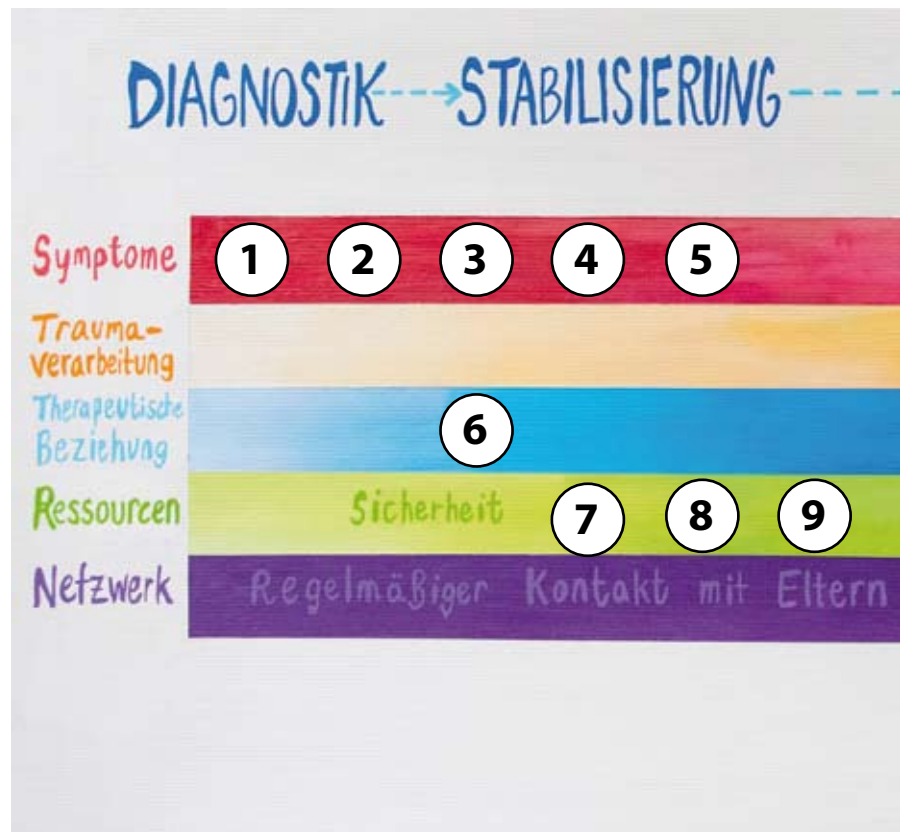 DIAGNOSTIK STABILISIERUNG
Symptome 1 2 3 4 5
Trauma-
verarbeitung
Therapeutische
Beziehung 6
Ressourcen Sicherheit 7 8 9
Netzwerk Regelmäßiger Kontakt mit Eltern